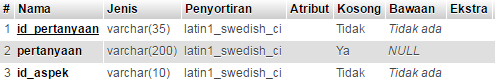 # Nama Jenis Penyortiran Atribut Kosong Bawaan Ekstra
1 id_pertanyaan varchar(35) latin1_swedish_ci Tidak Tidak ada
2 pertanyaan varchar(200) latin1_swedish_ci Ya NULL
3 id_aspek varchar(10) latin1_swedish_ci Tidak Tidak ada